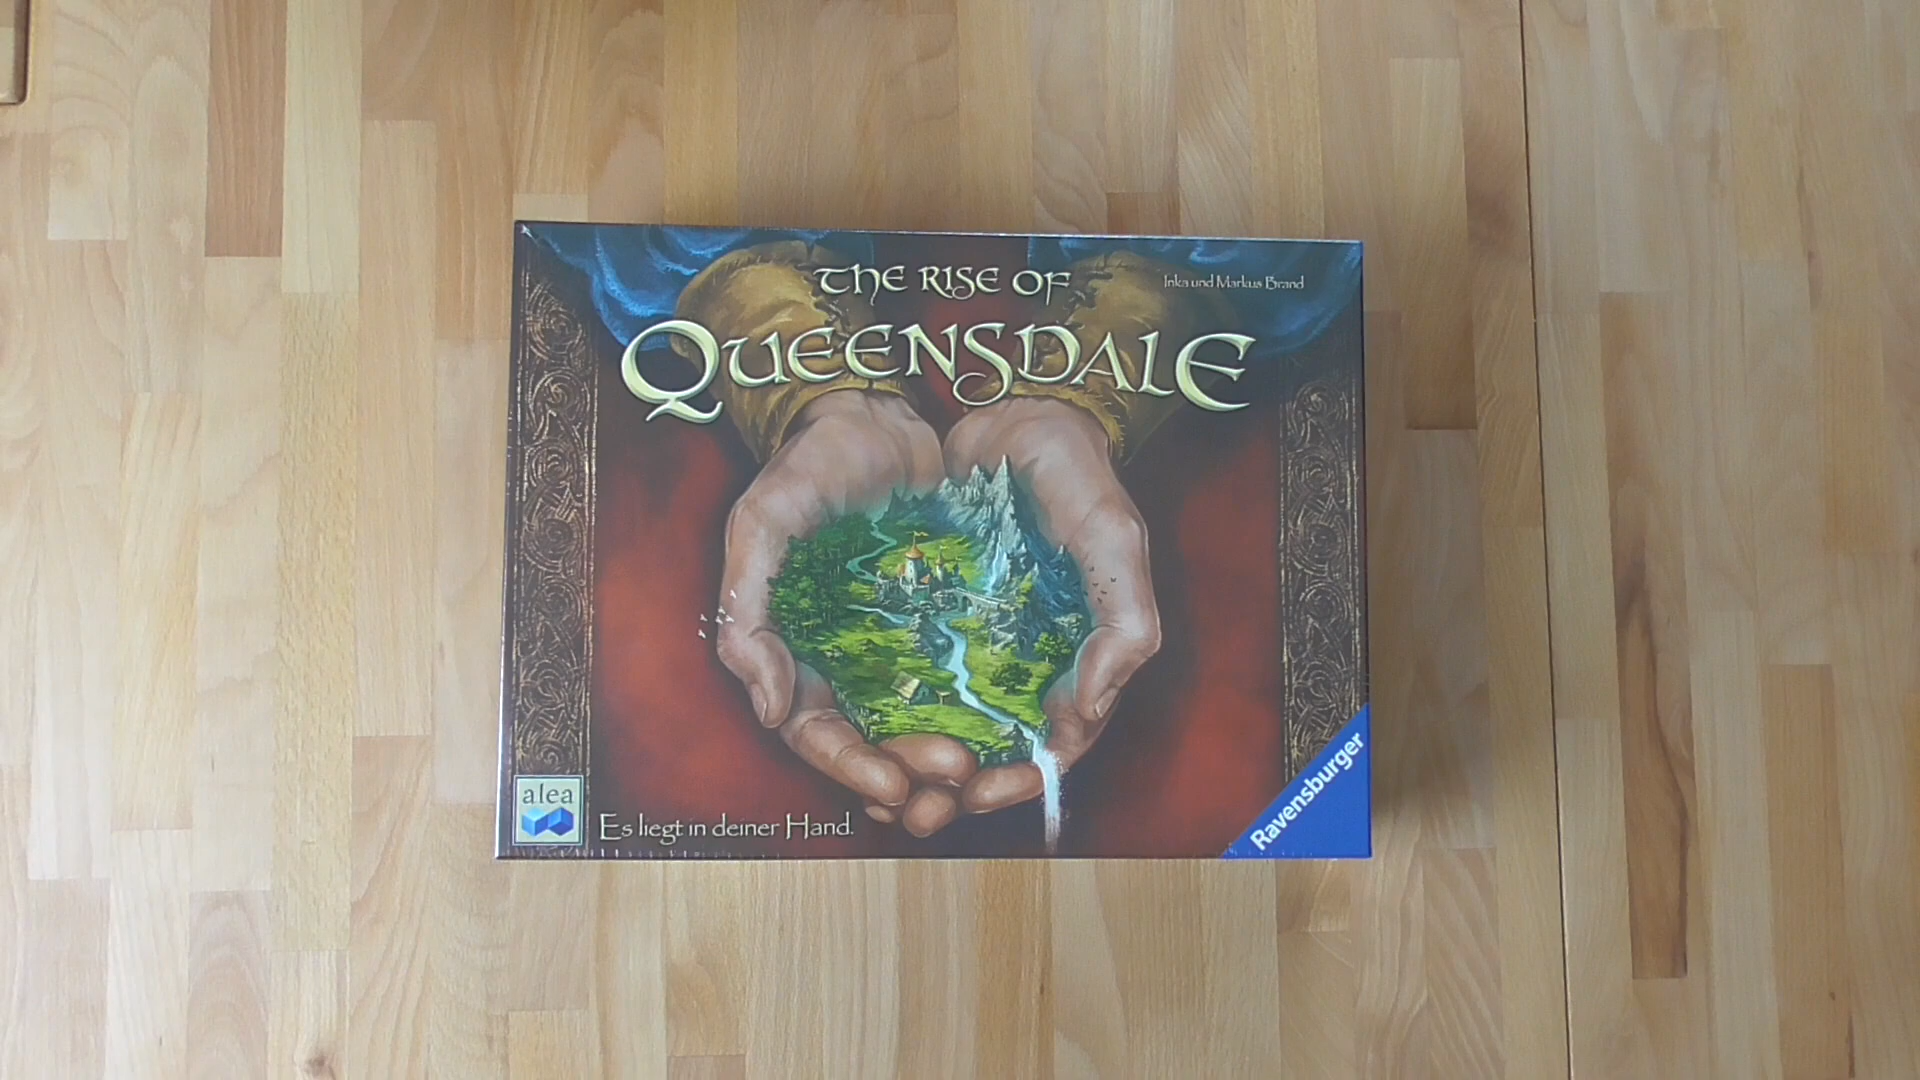 THE RISE OF
QUEENSDALE
Inka und Markus Brand
alea
Es liegt in deiner Hand.
Ravensburger